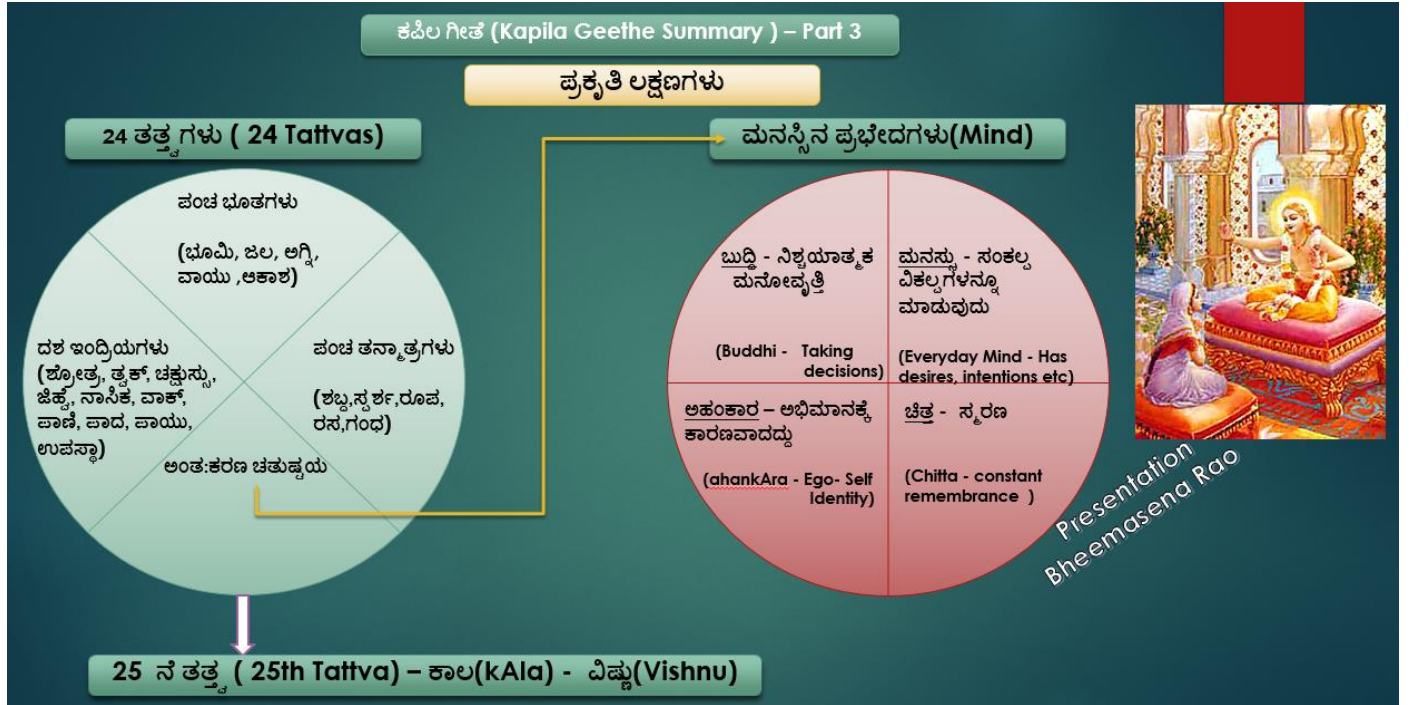 ಕಪಿಲ ಗೀತೆ (Kapila Geethe Summary ) – Part 3
ಪ್ರಕೃತಿ ಲಕ್ಷಣಗಳು
24 ತತ್ತ್ವಗಳು ( 24 Tattvas)
ಪಂಚ ಭೂತಗಳು
(ಭೂಮಿ, ಜಲ, ಅಗ್ನಿ,
ವಾಯು ,ಆಕಾಶ)
ದಶ ಇಂದ್ರಿಯಗಳು
(ಶ್ರೋತ್ರ, ತ್ವಕ್, ಚಕ್ಷುಸ್ಸು,
ಜಿಹ್ವೆ, ನಾಸಿಕ, ವಾಕ್,
ಪಾಣಿ, ಪಾದ, ಪಾಯು,
ಉಪಸ್ಥಾ)
ಪಂಚ ತನ್ಮಾತ್ರಗಳು
(ಶಬ್ದ,ಸ್ಪರ್ಶ,ರೂಪ,
ರಸ,ಗಂಧ)
ಅಂತ:ಕರಣ ಚತುಷ್ಟಯ
25 ನೆ ತತ್ತ್ವ ( 25th Tattva) – ಕಾಲ(kAla) - ವಿಷ್ಣು(Vishnu)
ಮನಸ್ಸಿನ ಪ್ರಭೇದಗಳು(Mind)
ಬುದ್ಧಿ - ನಿಶ್ಚಯಾತ್ಮಕ
ಮನೋವೃತ್ತಿ
(Buddhi - Taking
decisions)
ಮನಸ್ಸು - ಸಂಕಲ್ಪ
ವಿಕಲ್ಪಗಳನ್ನೂ
ಮಾಡುವುದು
(Everyday Mind - Has
desires, intentions etc)
ಅಹಂಕಾರ – ಅಭಿಮಾನಕ್ಕೆ
ಕಾರಣವಾದದ್ದು
(ahankAra - Ego- Self
Identity)
ಚಿತ್ತ - ಸ್ಮರಣ
(Chitta - constant
remembrance )
Presentation
Bheemasena Rao